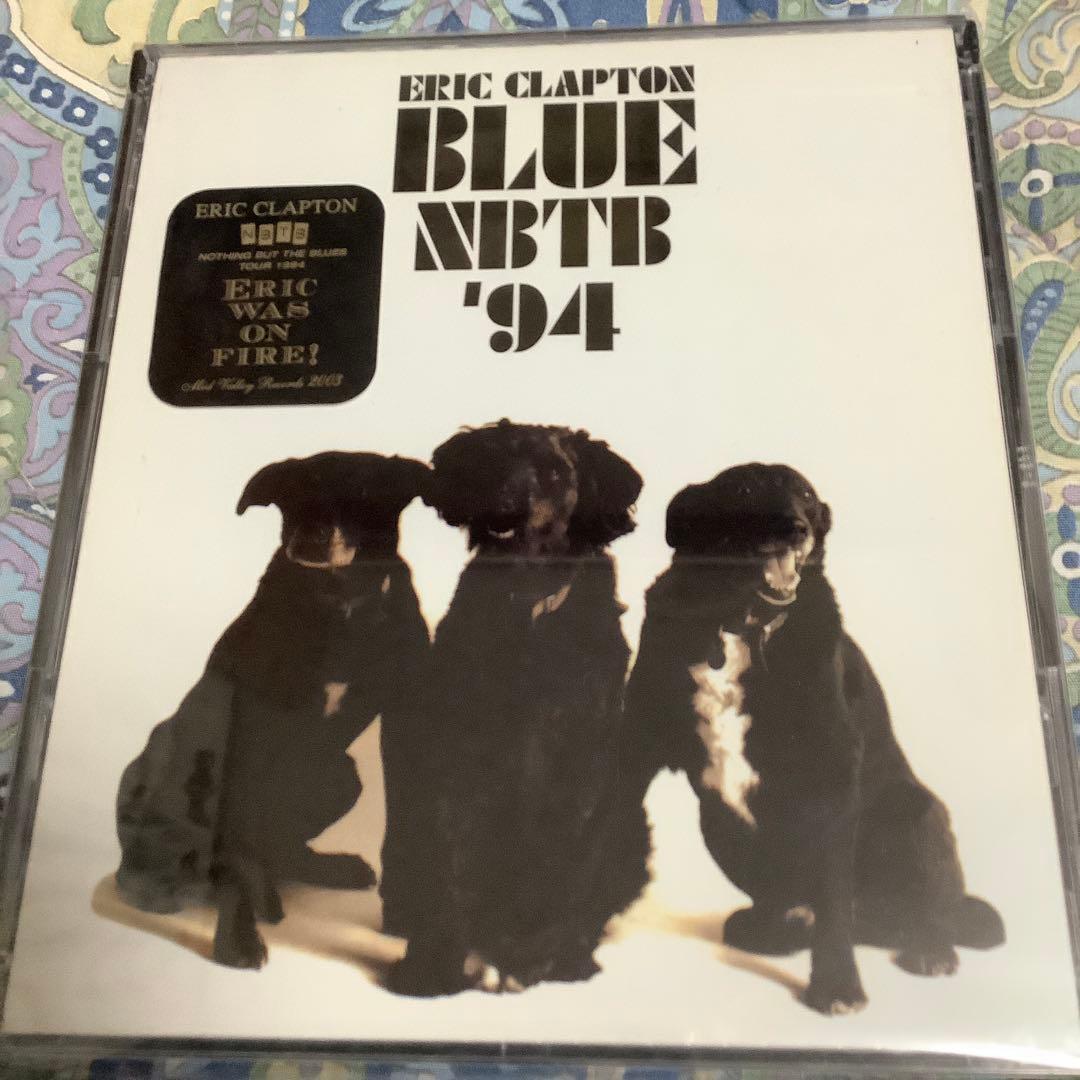 ERIC CLAPTON
BLUE
NBTB
'94
ERIC CLAPTON
NBTB
NOTHING BUT THE BLUES
TOUR 1994
ERIC
WAS
ON
FIRE!
Mid Valley Records 2003